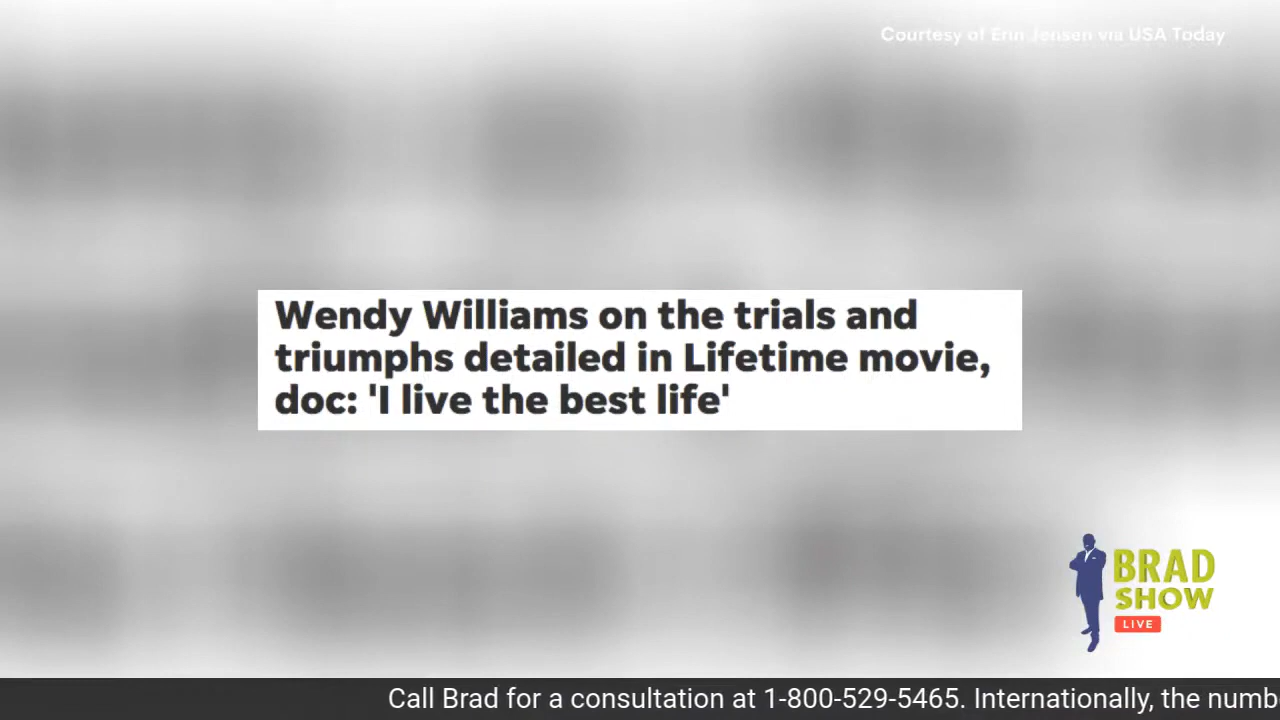 Courtesy of Erin Jensen via USA Today
Wendy Williams on the trials and
triumphs detailed in Lifetime movie,
doc: 'I live the best life'
BRAD
SHOW
LIVE
Call Brad for a consultation at 1-800-529-5465. Internationally, the numb